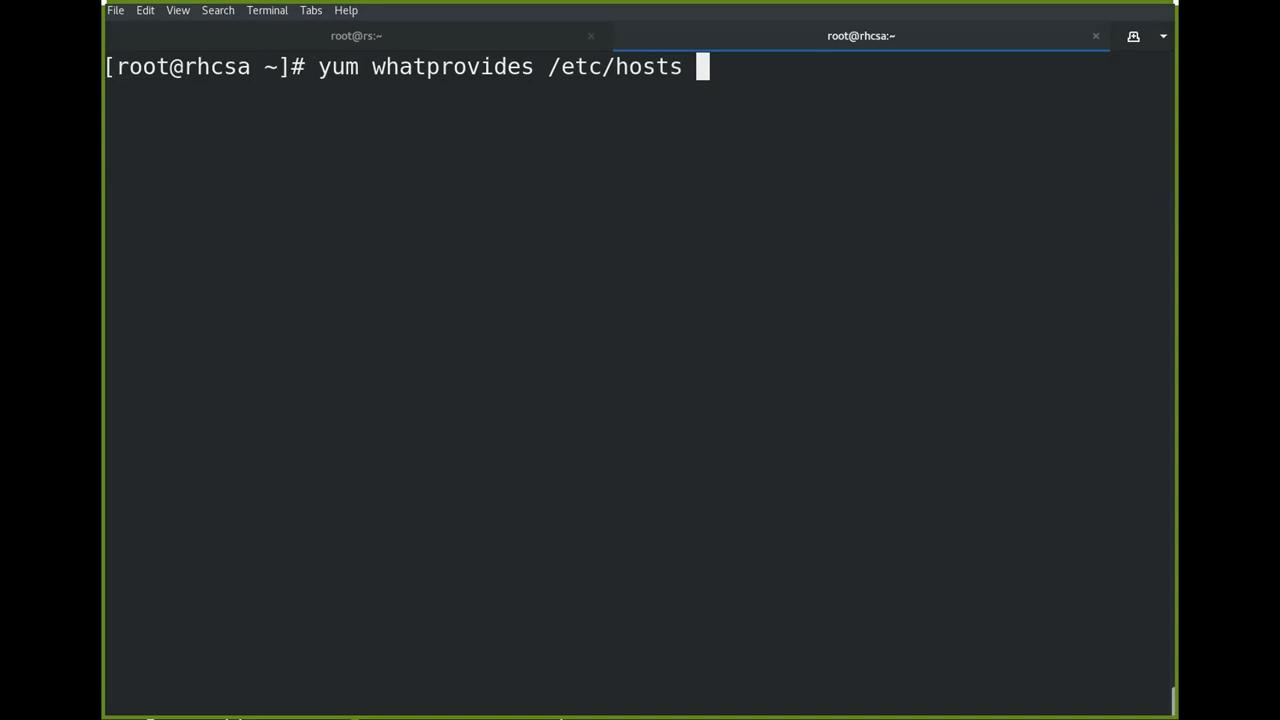 File Edit View Search Terminal Tabs Help
root@rs:~ × root@rhcsa:~ ×
[root@rhcsa ~]# yum whatprovides /etc/hosts